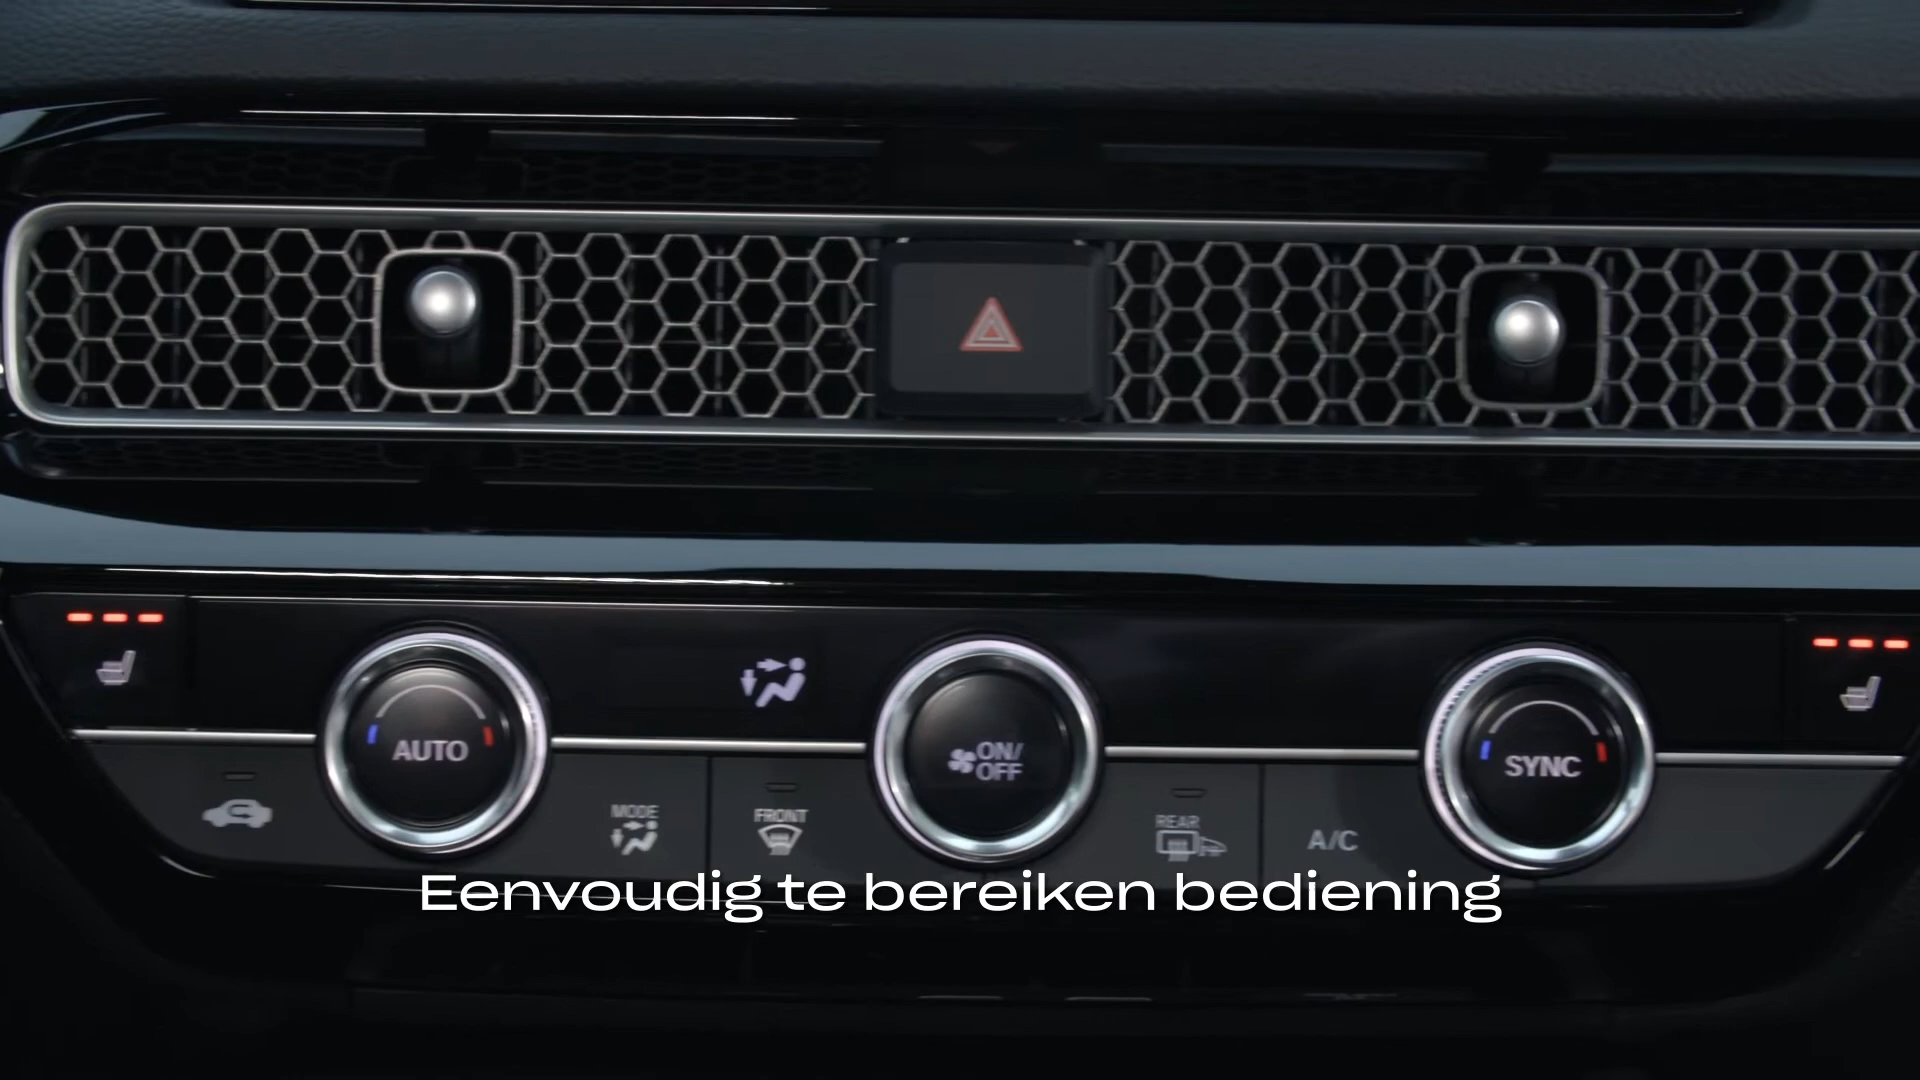 AUTO
ON/
OFF
SYNC
MODE
FRONT
REAR
A/C
Eenvoudig te bereiken bediening